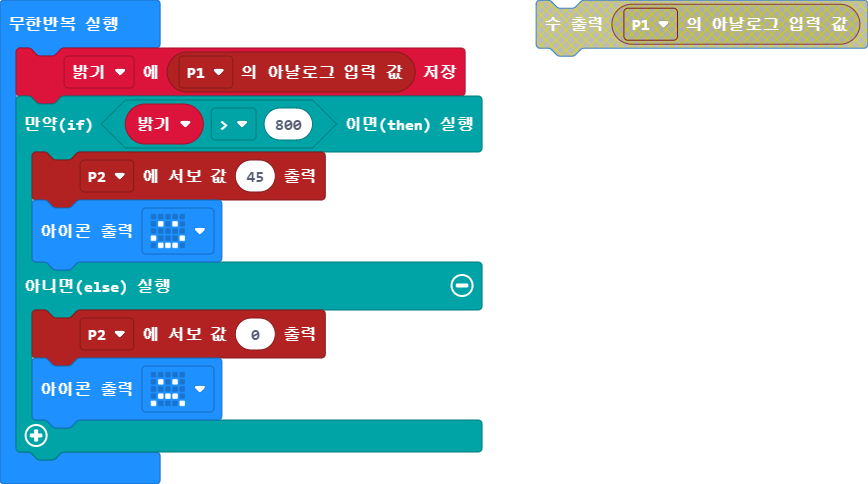 무한반복 실행
수 출력 P1 의 아날로그 입력 값
밝기 에 P1 의 아날로그 입력 값 저장
만약(if) 밝기 > 800 이면(then) 실행
P2 에 서보 값 45 출력
아이콘 출력
아니면(else) 실행
P2 에 서보 값 0 출력
아이콘 출력